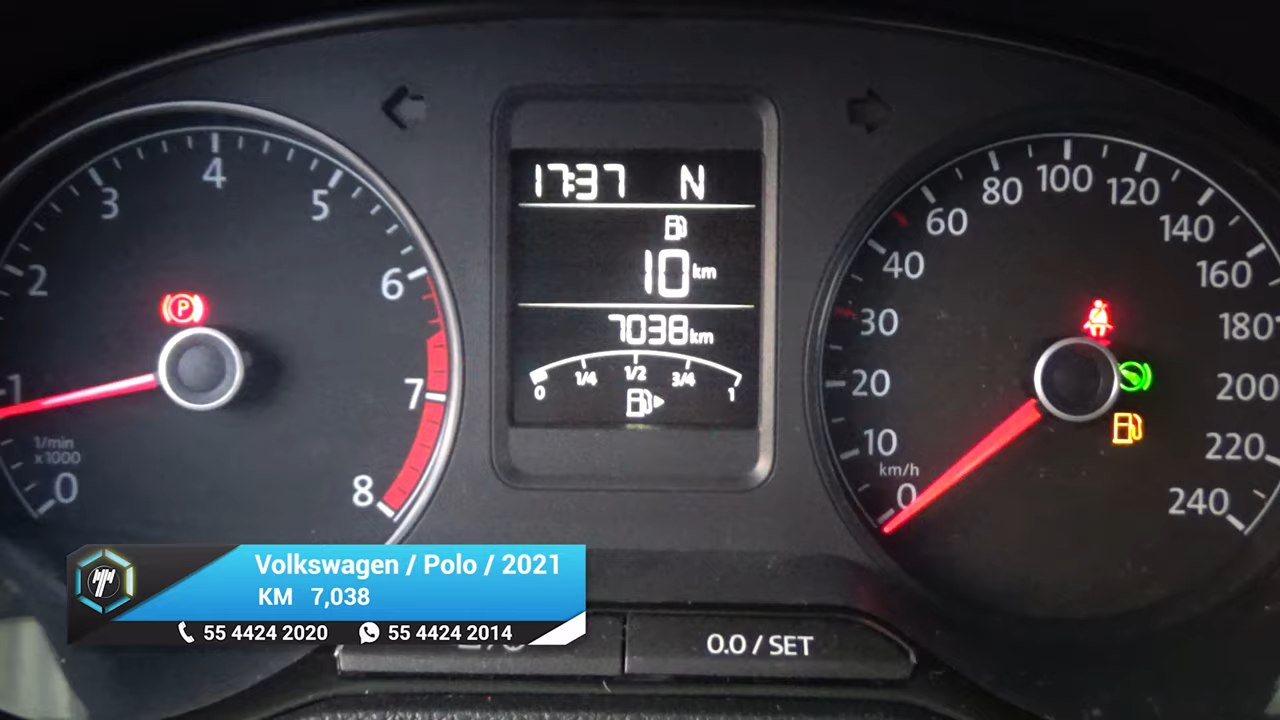 17:37 N
10 km
7038 km
0 1/4 1/2 3/4 1
0 1 2 3 4 5 6 7 8
1/min
x1000
P
0 10 20 30 40 60 80 100 120 140 160 180 200 220 240
km/h
Volkswagen / Polo / 2021
KM 7,038
55 4424 2020 55 4424 2014
0.0 / SET